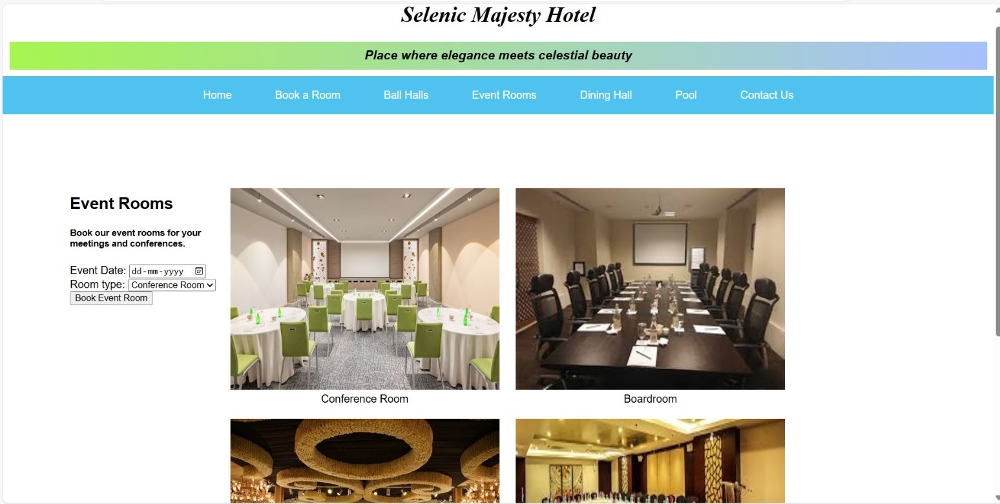 Selenic Majesty Hotel
Place where elegance meets celestial beauty
Home Book a Room Ball Halls Event Rooms Dining Hall Pool Contact Us
Event Rooms
Book our event rooms for your
meetings and conferences.
Event Date: dd-mm-yyyy
Room type: Conference Room
Book Event Room
Conference Room
Boardroom